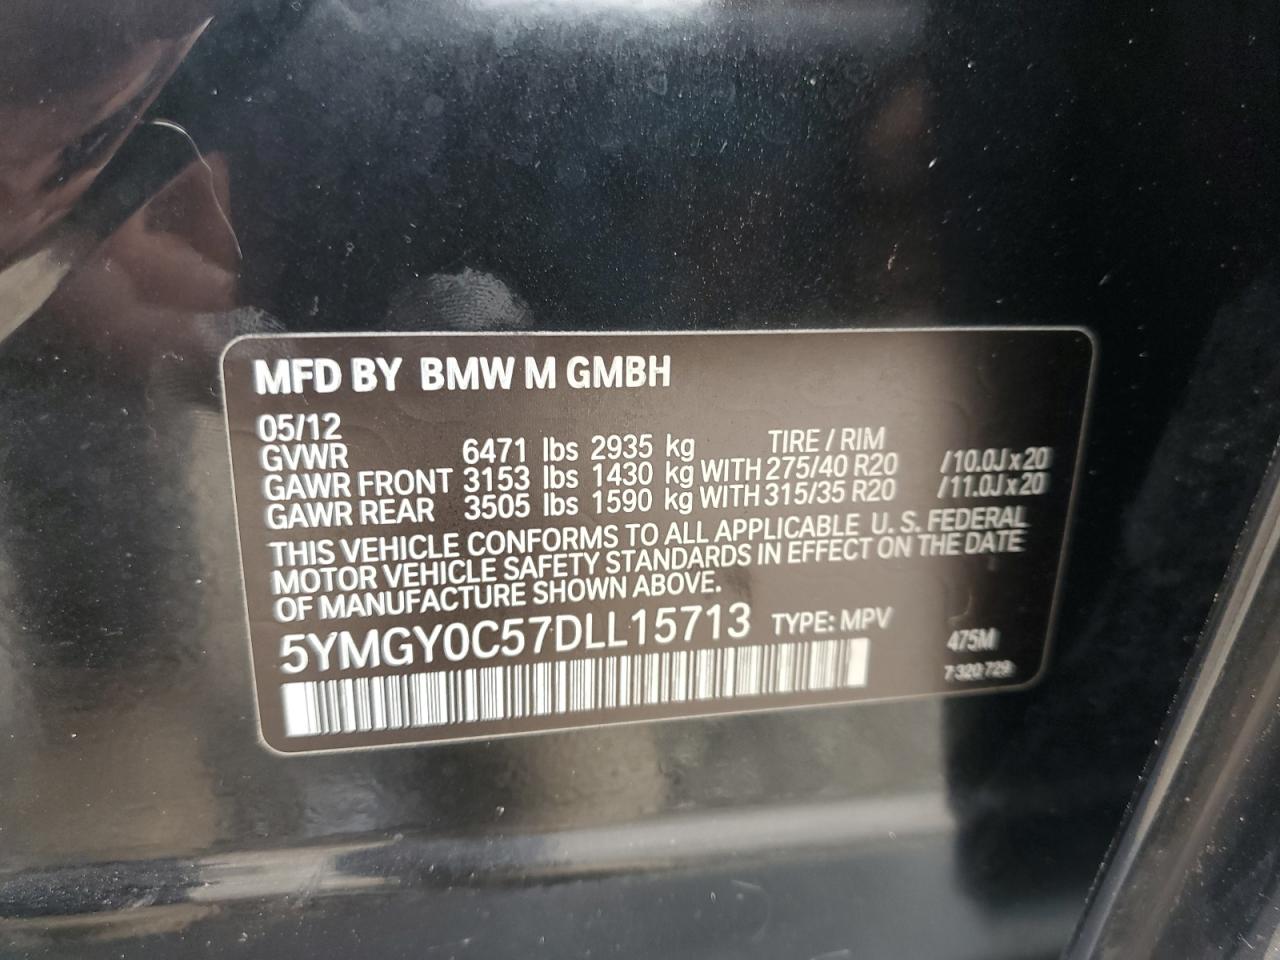 MFD BY BMW M GMBH
05/12
GVWR 6471 lbs 2935 kg TIRE / RIM
GAWR FRONT 3153 lbs 1430 kg WITH 275/40 R20 /10.0J x 20
GAWR REAR 3505 lbs 1590 kg WITH 315/35 R20 /11.0J x 20
THIS VEHICLE CONFORMS TO ALL APPLICABLE U. S. FEDERAL
MOTOR VEHICLE SAFETY STANDARDS IN EFFECT ON THE DATE
OF MANUFACTURE SHOWN ABOVE.
5YMGY0C57DLL15713 TYPE: MPV 475M
7 320 729